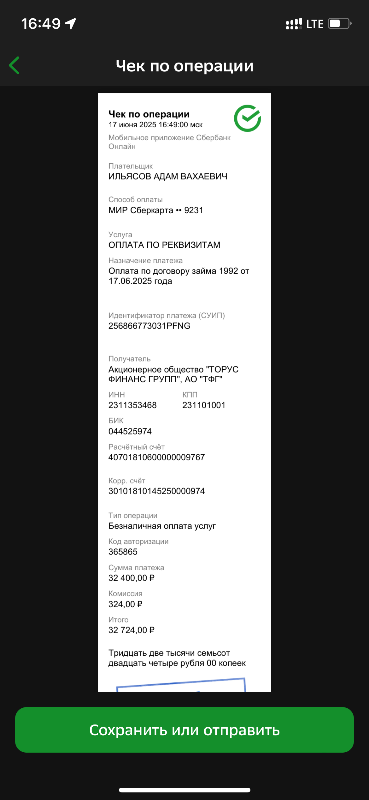 16:49
LTE
Чек по операции
Чек по операции
17 июня 2025 16:49:00 мск
Мобильное приложение Сбербанк
Онлайн
Плательщик
ИЛЬЯСОВ АДАМ ВАХАЕВИЧ
Способ оплаты
МИР Сберкарта •• 9231
Услуга
ОПЛАТА ПО РЕКВИЗИТАМ
Назначение платежа
Оплата по договору займа 1992 от
17.06.2025 года
Идентификатор платежа (СУИП)
256866773031PFNG
Получатель
Акционерное общество "ТОРУС
ФИНАНС ГРУПП", АО "ТФГ"
ИНН КПП
2311353468 231101001
БИК
044525974
Расчётный счёт
40701810600000009767
Корр. счёт
30101810145250000974
Тип операции
Безналичная оплата услуг
Код авторизации
365865
Сумма платежа
32 400,00 ₽
Комиссия
324,00 ₽
Итого
32 724,00 ₽
Тридцать две тысячи семьсот
двадцать четыре рубля 00 копеек
Сохранить или отправить